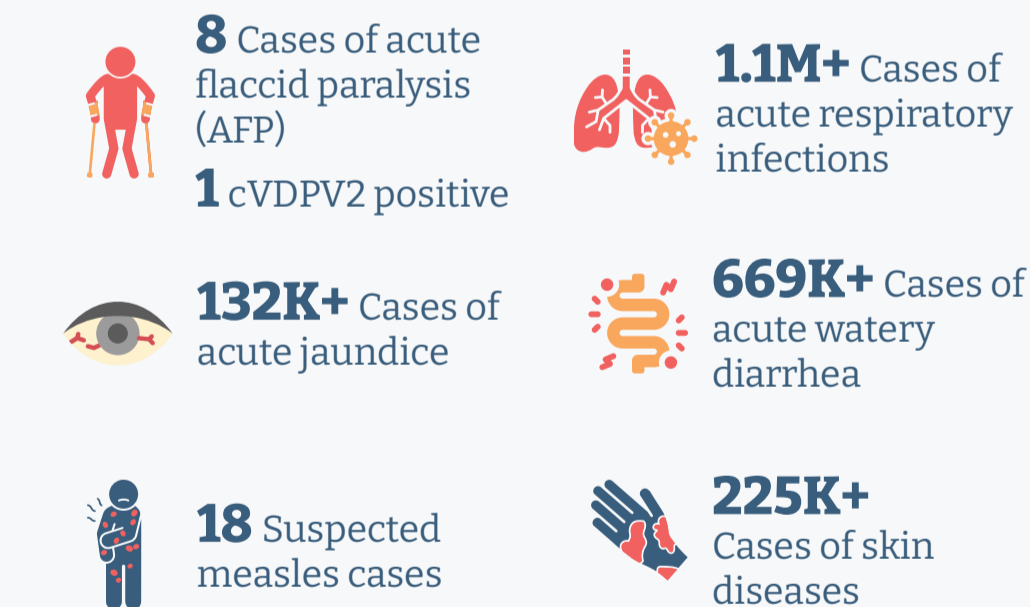 8 Cases of acute
flaccid paralysis
(AFP)
1 cVDPV2 positive
1.1M+ Cases of
acute respiratory
infections
132K+ Cases of
acute jaundice
669K+ Cases of
acute watery
diarrhea
18 Suspected
measles cases
225K+
Cases of skin
diseases